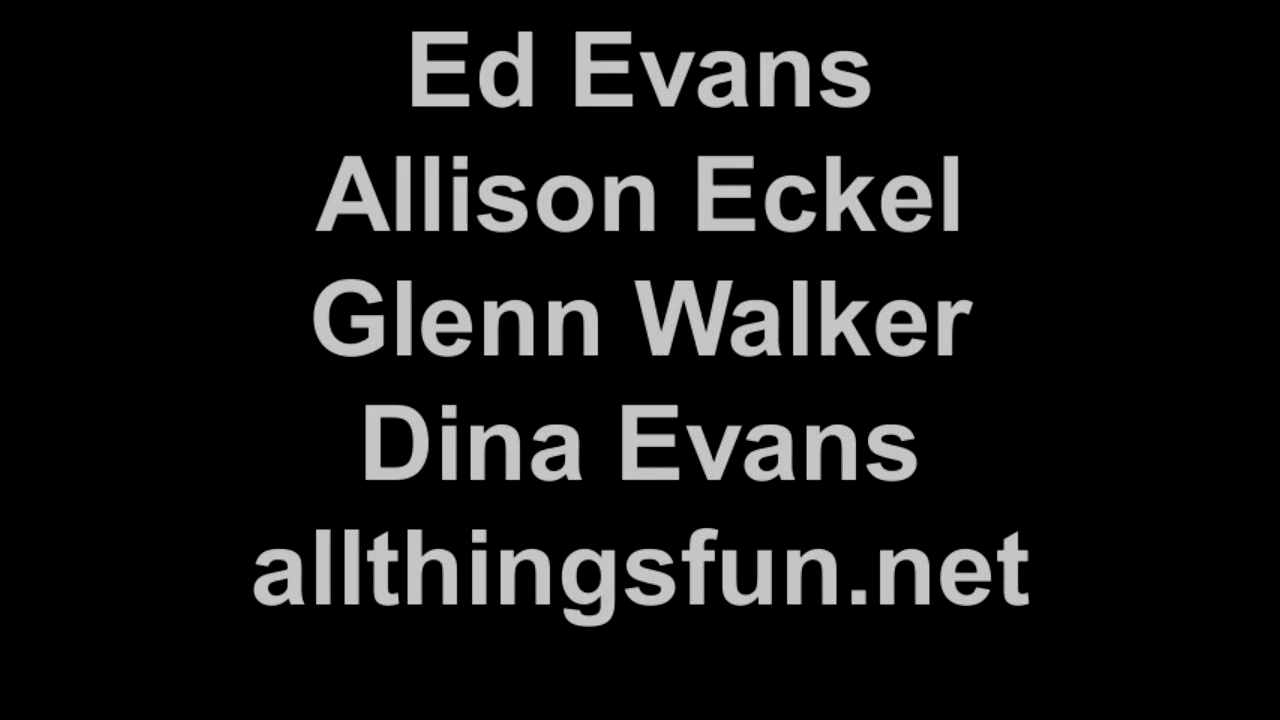 Ed Evans
Allison Eckel
Glenn Walker
Dina Evans
allthingsfun.net